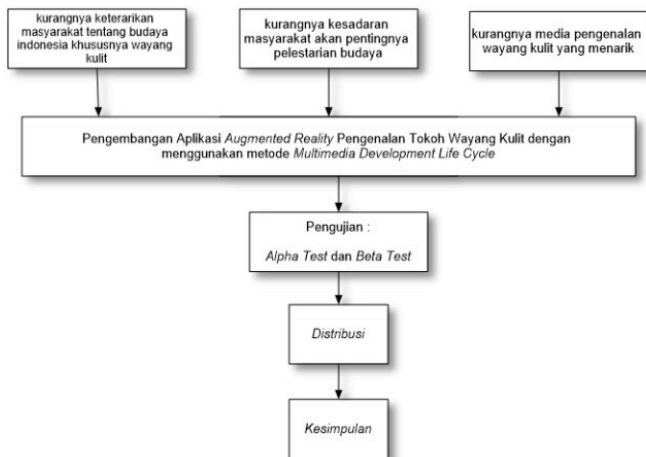 kurangnya keterarikan
masyarakat tentang budaya
indonesia khususnya wayang
kulit
kurangnya kesadaran
masyarakat akan pentingnya
pelestarian budaya
kurangnya media pengenalan
wayang kulit yang menarik
Pengembangan Aplikasi Augmented Reality Pengenalan Tokoh Wayang Kulit dengan
menggunakan metode Multimedia Development Life Cycle
Pengujian :
Alpha Test dan Beta Test
Distribusi
Kesimpulan